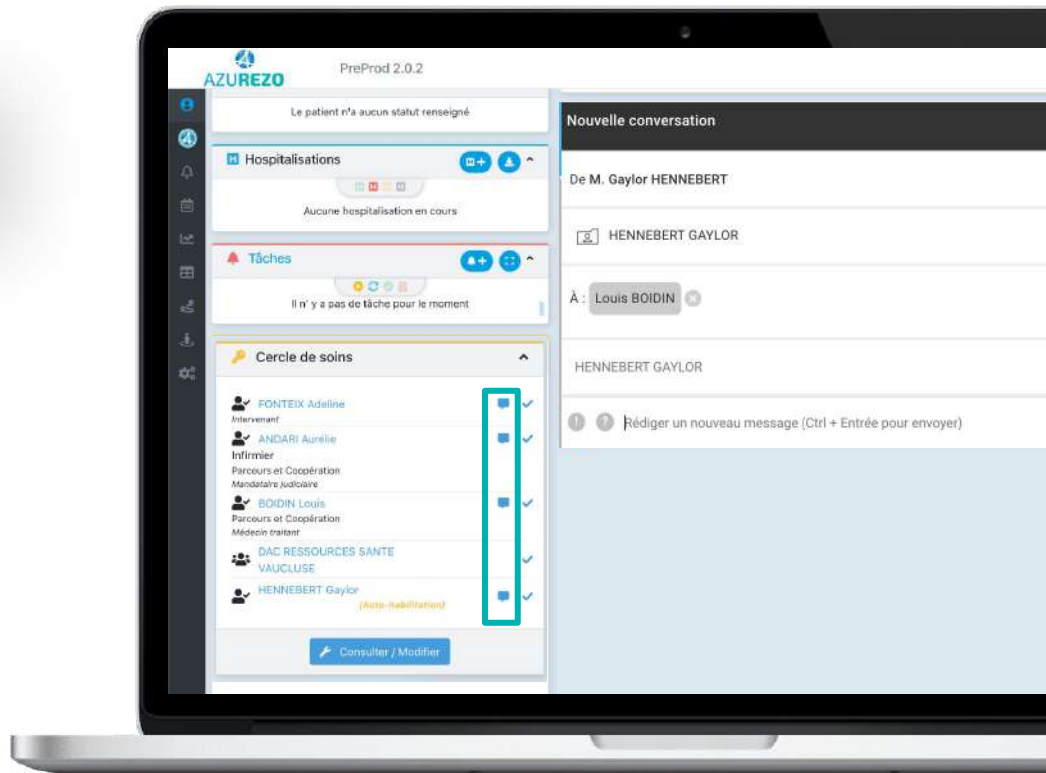 AZUREZO
PreProd 2.0.2
Le patient n'a aucun statut renseigné
Hospitalisations
Aucune hospitalisation en cours
Tâches
Il n' y a pas de tâche pour le moment
Cercle de soins
FONTEIX Adeline
Intervenant
ANDARI Aurélie
Infirmier
Parcours et Coopération
Mandataire judiciaire
BOIDIN Louis
Parcours et Coopération
Médecin traitant
DAC RESSOURCES SANTE
VAUCLUSE
HENNEBERT Gaylor
(Auto-habilitation)
Consulter / Modifier
Nouvelle conversation
De M. Gaylor HENNEBERT
HENNEBERT GAYLOR
À : Louis BOIDIN
HENNEBERT GAYLOR
Rédiger un nouveau message (Ctrl + Entrée pour envoyer)